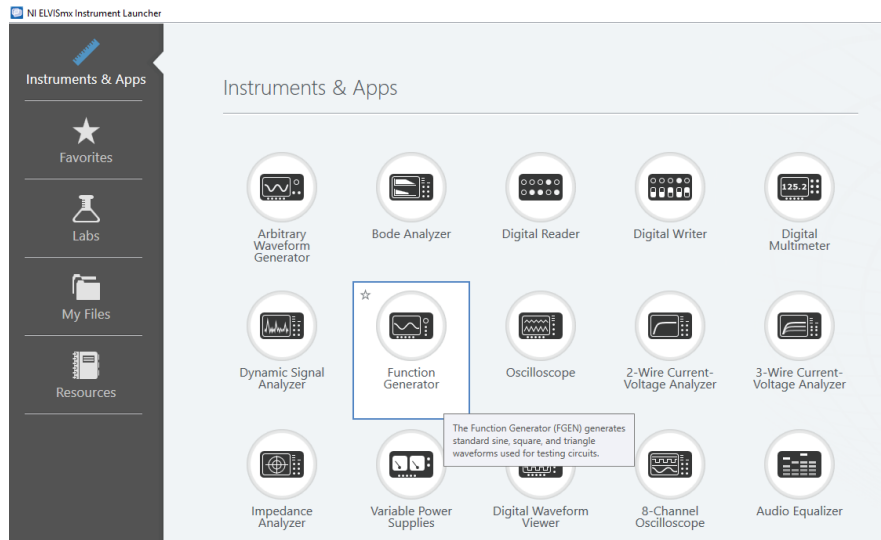 NI ELVISmx Instrument Launcher
Instruments & Apps
Favorites
Labs
My Files
Resources
Instruments & Apps
Arbitrary
Waveform
Generator
Bode Analyzer
Digital Reader
Digital Writer
125.2
Digital
Multimeter
Dynamic Signal
Analyzer
Function
Generator
Oscilloscope
2-Wire Current-
Voltage Analyzer
3-Wire Current-
Voltage Analyzer
The Function Generator (FGEN) generates
standard sine, square, and triangle
waveforms used for testing circuits.
Impedance
Analyzer
Variable Power
Supplies
Digital Waveform
Viewer
8-Channel
Oscilloscope
Audio Equalizer